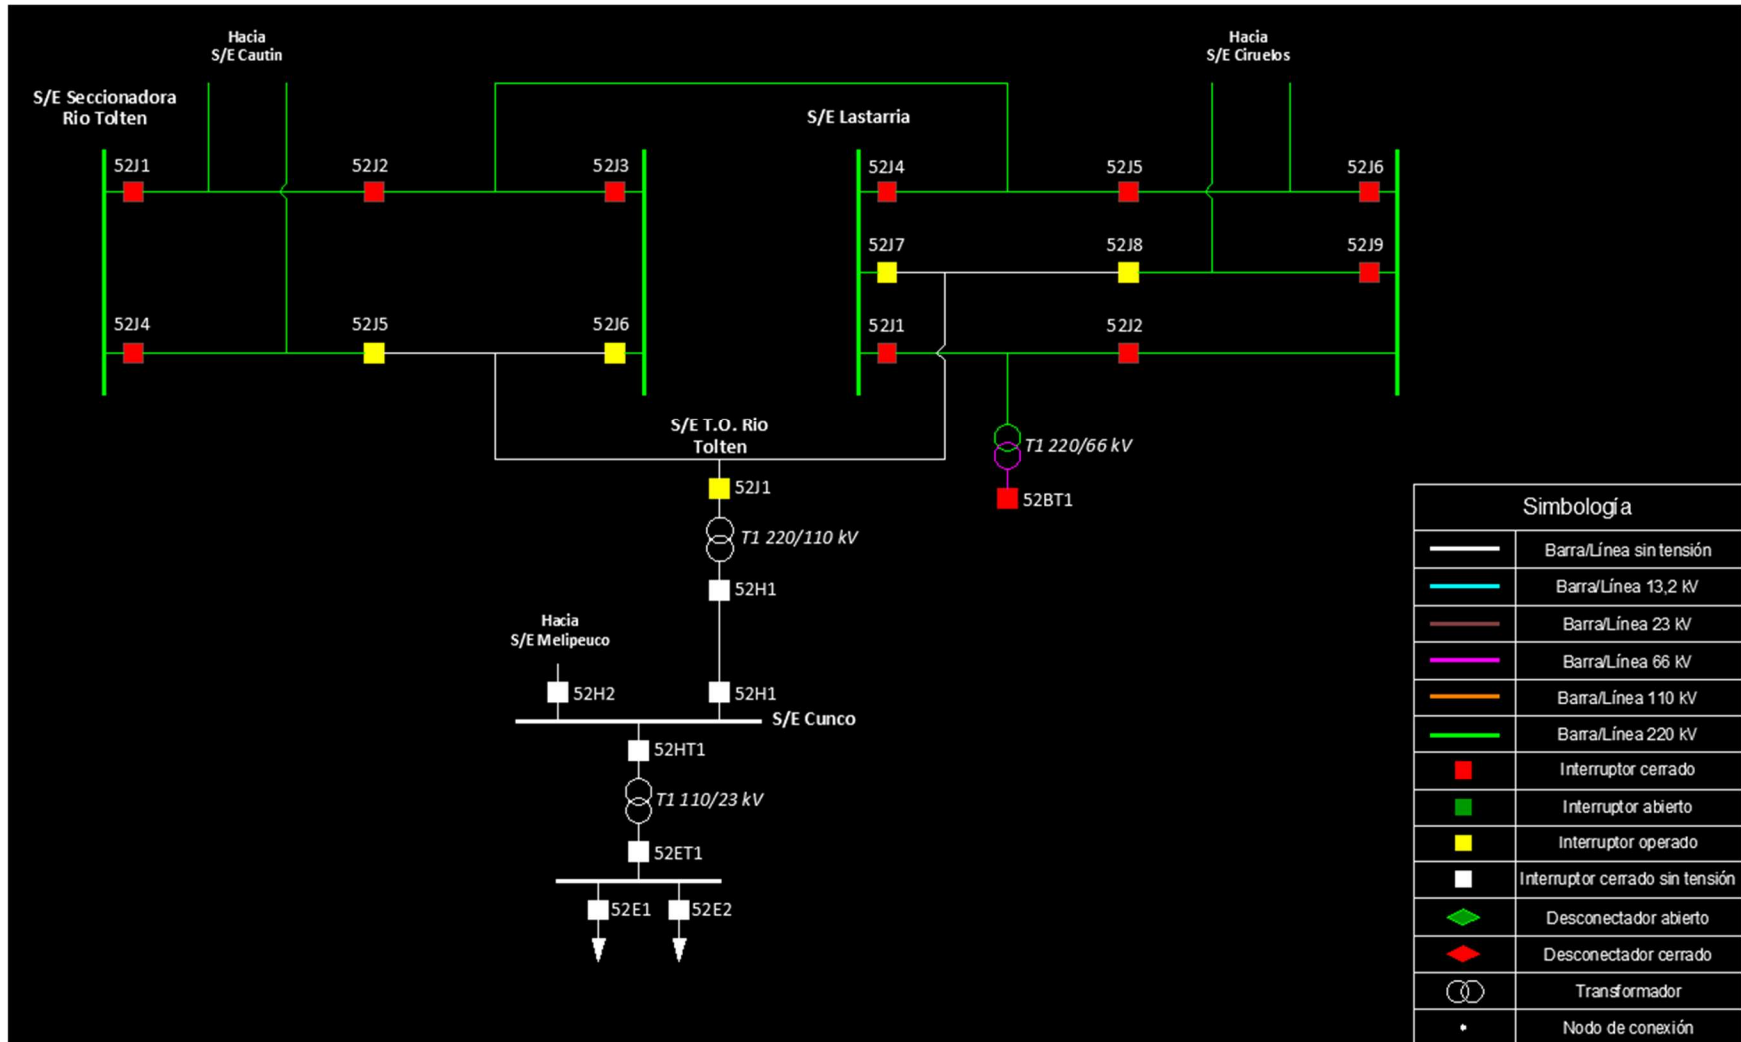 Hacia
S/E Cautin
Hacia
S/E Ciruelos
S/E Seccionadora
Rio Tolten
S/E Lastarria
52J1
52J2
52J3
52J4
52J5
52J6
52J7
52J8
52J9
52J4
52J5
52J6
52J1
52J2
S/E T.O. Rio
Tolten
T1 220/66 kV
52J1
52BT1
T1 220/110 kV
52H1
Hacia
S/E Melipeuco
52H2
52H1
S/E Cunco
52HT1
T1 110/23 kV
52ET1
52E1
52E2
Simbología
Barra/Línea sin tensión
Barra/Línea 13,2 kV
Barra/Línea 23 kV
Barra/Línea 66 kV
Barra/Línea 110 kV
Barra/Línea 220 kV
Interruptor cerrado
Interruptor abierto
Interruptor operado
Interruptor cerrado sin tensión
Desconectador abierto
Desconectador cerrado
Transformador
Nodo de conexión